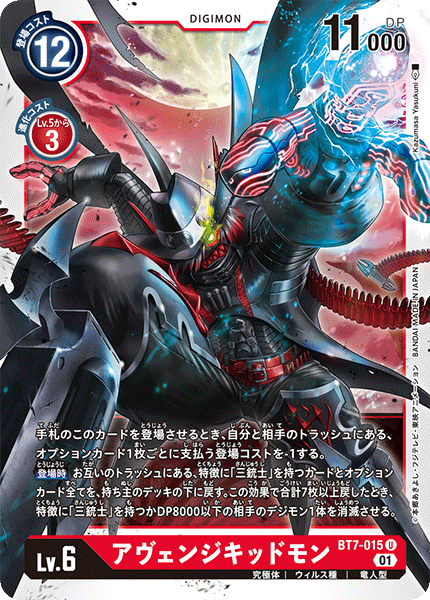 DIGIMON
登場コスト
12
11000
DP
進化コスト
Lv.5から
3
Kazumasa Yasukuni
©本郷あきよし・フジテレビ・東映アニメーション BANDAI MADE IN JAPAN
手札のこのカードを登場させるとき、自分と相手のトラッシュにある、
オプションカード1枚ごとに支払う登場コストを-1する。
登場時 お互いのトラッシュにある、特徴に「三銃士」を持つカードとオプション
カード全てを、持ち主のデッキの下に戻す。この効果で合計7枚以上戻したとき、
特徴に「三銃士」を持つかDP8000以下の相手のデジモン1体を消滅させる。
Lv.6
アヴェンジキッドモン
BT7-015 U
01
究極体 | ウィルス種 | 竜人型